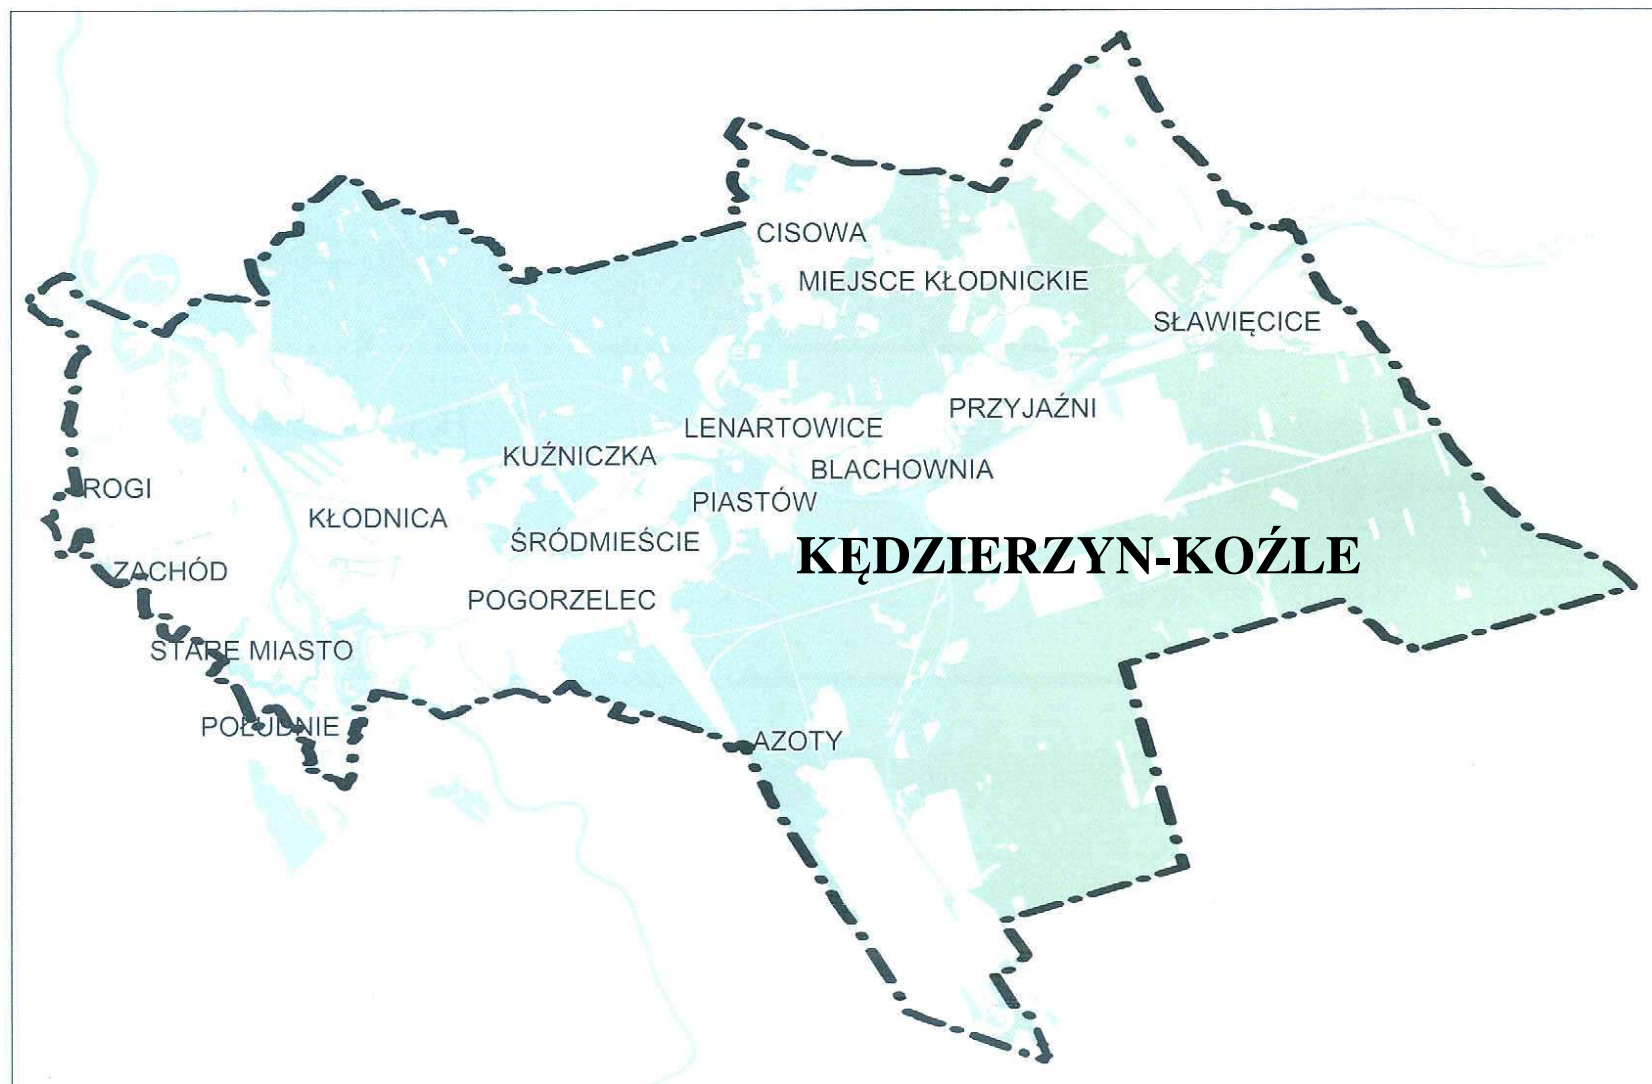 CISOWA
MIEJSCE KŁODNICKIE
SŁAWIĘCICE
PRZYJAŹNI
LENARTOWICE
KUŹNICZKA
BLACHOWNIA
ROGI
PIASTÓW
KŁODNICA
ŚRÓDMIEŚCIE
KĘDZIERZYN-KOŹLE
ZACHÓD
POGORZELEC
STARE MIASTO
POŁUDNIE
AZOTY